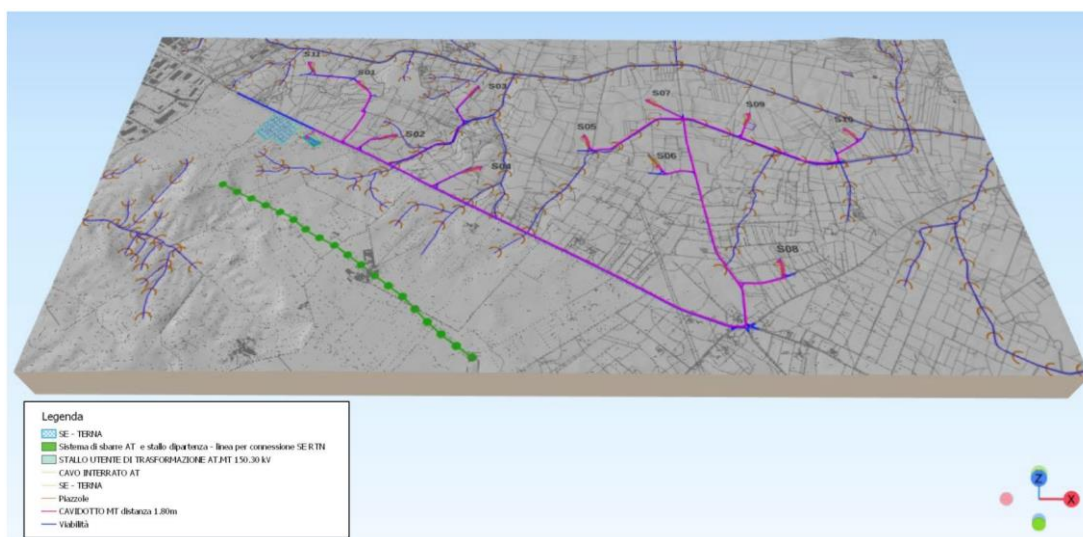 S11
S01
S03
S07
S09
S10
S02
S05
S06
S04
S08
Legenda
SE - TERNA
Sistema di sbarre AT e stallo dipartenza - linea per connessione SE RTN
STALLO UTENTE DI TRASFORMAZIONE AT.MT 150.30 kV
CAVO INTERRATO AT
SE - TERNA
Piazzole
CAVIDOTTO MT distanza 1.80m
Viabilità
Z
X